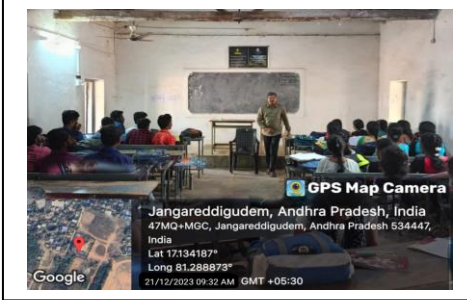 GPS Map Camera
Jangareddigudem, Andhra Pradesh, India
47MQ+MGC, Jangareddigudem, Andhra Pradesh 534447,
India
Lat 17.134187°
Long 81.288873°
21/12/2023 09:32 AM GMT +05:30
Google